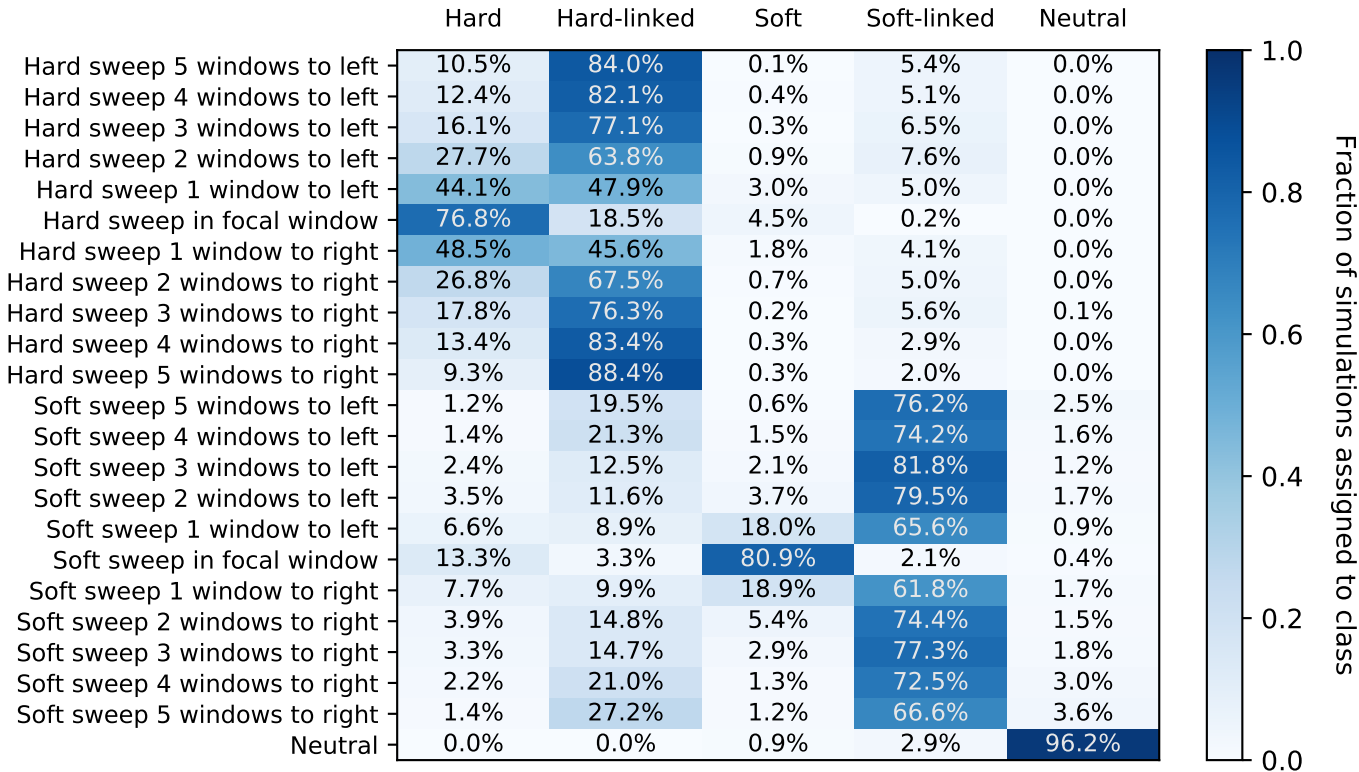 Hard Hard-linked Soft Soft-linked Neutral
Hard sweep 5 windows to left 10.5% 84.0% 0.1% 5.4% 0.0%
Hard sweep 4 windows to left 12.4% 82.1% 0.4% 5.1% 0.0%
Hard sweep 3 windows to left 16.1% 77.1% 0.3% 6.5% 0.0%
Hard sweep 2 windows to left 27.7% 63.8% 0.9% 7.6% 0.0%
Hard sweep 1 window to left 44.1% 47.9% 3.0% 5.0% 0.0%
Hard sweep in focal window 76.8% 18.5% 4.5% 0.2% 0.0%
Hard sweep 1 window to right 48.5% 45.6% 1.8% 4.1% 0.0%
Hard sweep 2 windows to right 26.8% 67.5% 0.7% 5.0% 0.0%
Hard sweep 3 windows to right 17.8% 76.3% 0.2% 5.6% 0.1%
Hard sweep 4 windows to right 13.4% 83.4% 0.3% 2.9% 0.0%
Hard sweep 5 windows to right 9.3% 88.4% 0.3% 2.0% 0.0%
Soft sweep 5 windows to left 1.2% 19.5% 0.6% 76.2% 2.5%
Soft sweep 4 windows to left 1.4% 21.3% 1.5% 74.2% 1.6%
Soft sweep 3 windows to left 2.4% 12.5% 2.1% 81.8% 1.2%
Soft sweep 2 windows to left 3.5% 11.6% 3.7% 79.5% 1.7%
Soft sweep 1 window to left 6.6% 8.9% 18.0% 65.6% 0.9%
Soft sweep in focal window 13.3% 3.3% 80.9% 2.1% 0.4%
Soft sweep 1 window to right 7.7% 9.9% 18.9% 61.8% 1.7%
Soft sweep 2 windows to right 3.9% 14.8% 5.4% 74.4% 1.5%
Soft sweep 3 windows to right 3.3% 14.7% 2.9% 77.3% 1.8%
Soft sweep 4 windows to right 2.2% 21.0% 1.3% 72.5% 3.0%
Soft sweep 5 windows to right 1.4% 27.2% 1.2% 66.6% 3.6%
Neutral 0.0% 0.0% 0.9% 2.9% 96.2%
1.0
0.8
0.6
0.4
0.2
0.0
Fraction of simulations assigned to class